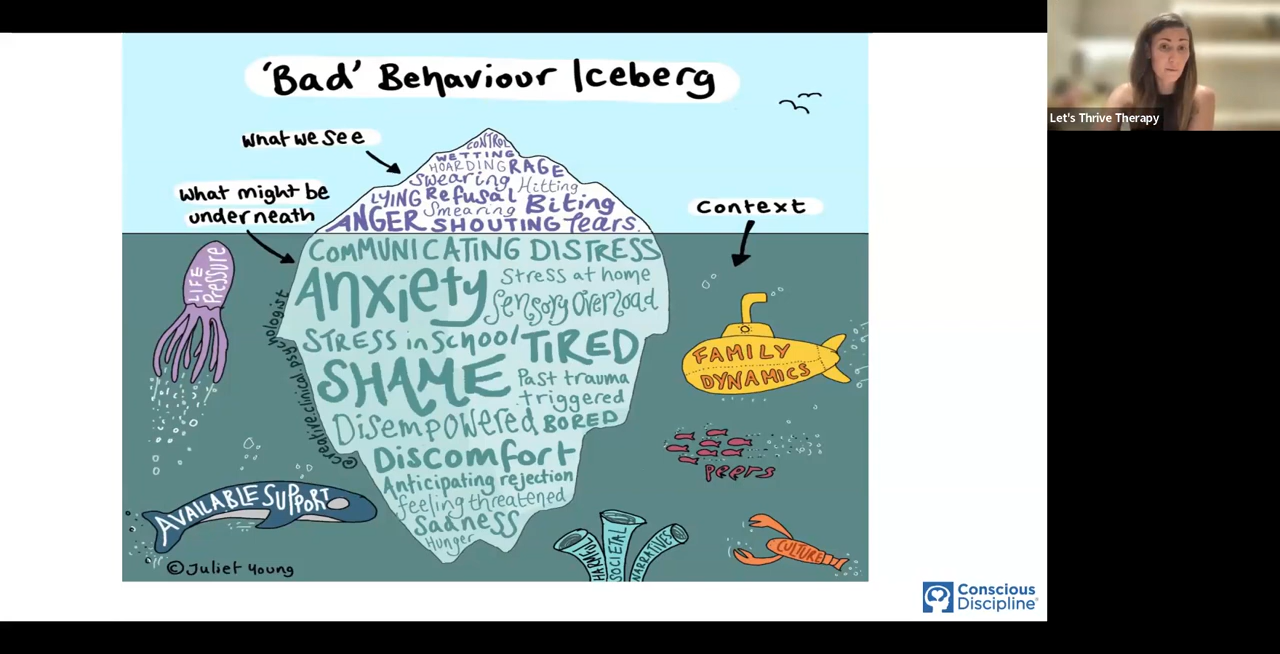 'Bad' Behaviour Iceberg
What we see
What might be
underneath
Context
CONTROL
WETTING
HOARDING RAGE
Swearing Hitting
LYING Refusal
Smearing Biting
ANGER SHOUTING Tears.
COMMUNICATING DISTRESS
Anxiety Stress at home
Sensory Overload
STRESS in School TIRED
SHAME Past trauma
triggered
Disempowered BORED
Discomfort
Anticipating rejection
feeling threatened
Sadness
Hunger
LIFE
Pressure
@creative.clinical.psychologist
FAMILY
DYNAMICS
Peers
AVAILABLE SUPPORT
HARMFUL
SOCIETAL
NARRATIVES
CULTURE
©Juliet Young
Conscious
Discipline®
Let's Thrive Therapy